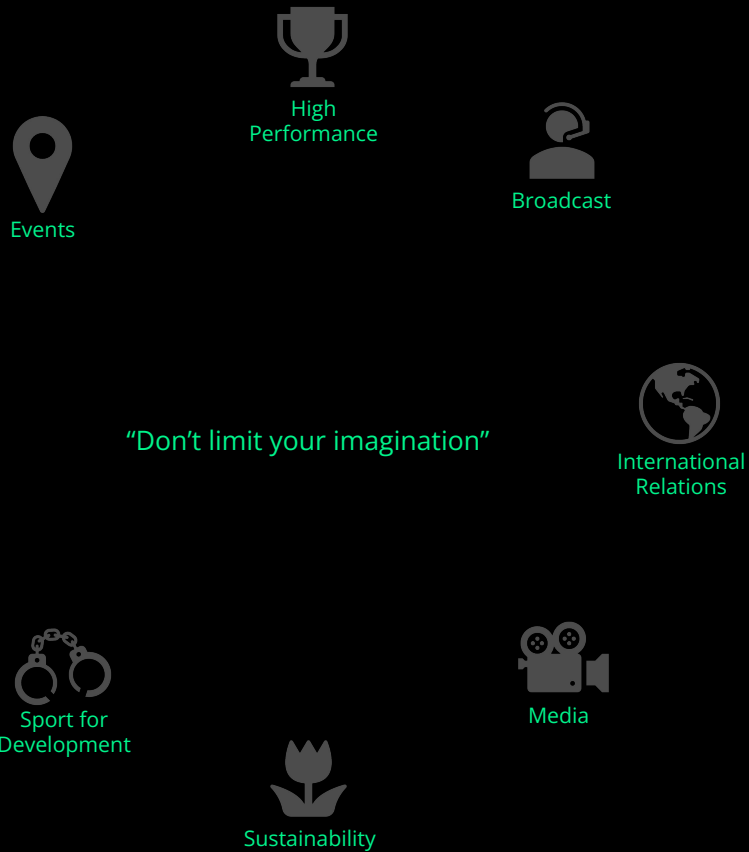 High
Performance
Broadcast
Events
“Don’t limit your imagination”
International
Relations
Sport for
Development
Media
Sustainability